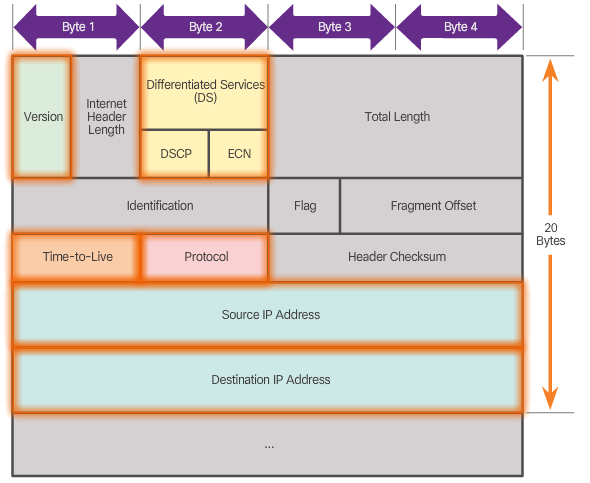 Byte 1
Byte 2
Byte 3
Byte 4
Version
Internet
Header
Length
Differentiated Services
(DS)
DSCP
ECN
Total Length
Identification
Flag
Fragment Offset
20
Bytes
Time-to-Live
Protocol
Header Checksum
Source IP Address
Destination IP Address
...